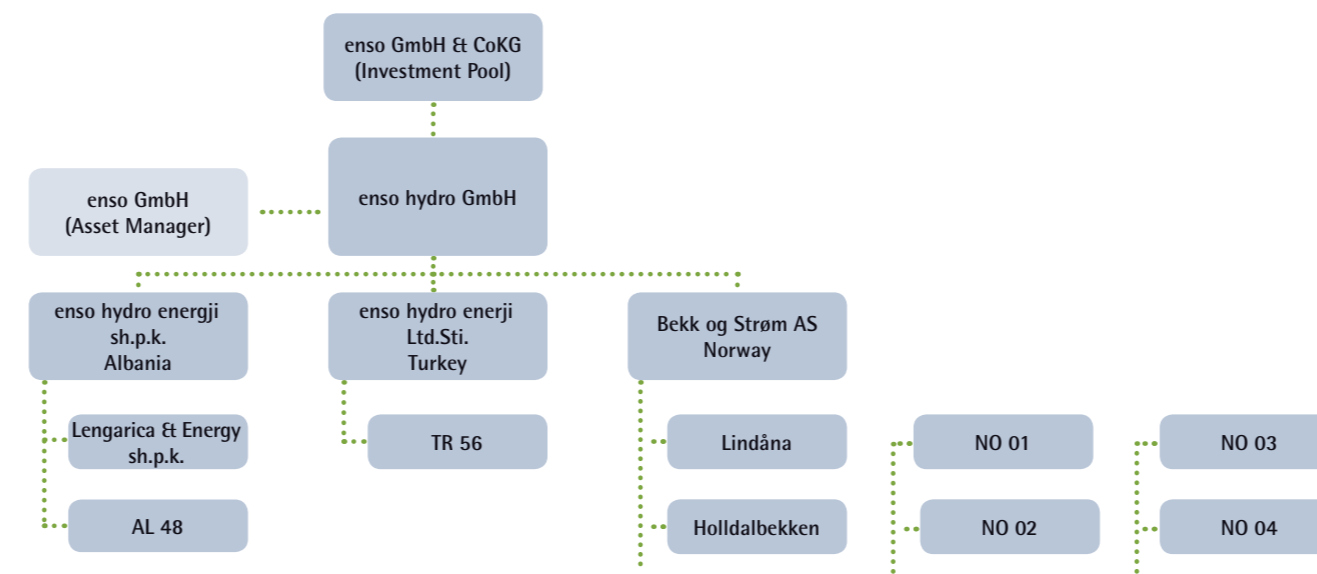 enso GmbH & CoKG
(Investment Pool)
enso GmbH
(Asset Manager)
enso hydro GmbH
enso hydro energji
sh.p.k.
Albania
enso hydro enerji
Ltd.Sti.
Turkey
Bekk og Strøm AS
Norway
Lengarica & Energy
sh.p.k.
TR 56
Lindåna
NO 01
NO 03
AL 48
Holldalbekken
NO 02
NO 04